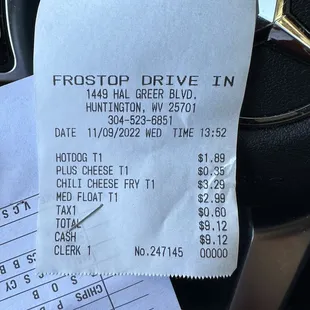 FROSTOP DRIVE IN
1449 HAL GREER BLVD.
HUNTINGTON, WV 25701
304-523-6851
DATE 11/09/2022 WED TIME 13:52
HOTDOG T1 $1.89
PLUS CHEESE T1 $0.35
CHILI CHEESE FRY T1 $3.29
MED FLOAT T1 $2.99
TAX1 $0.60
TOTAL $9.12
CASH $9.12
CLERK 1 No.247145 00000
V.C S
CHIPS P